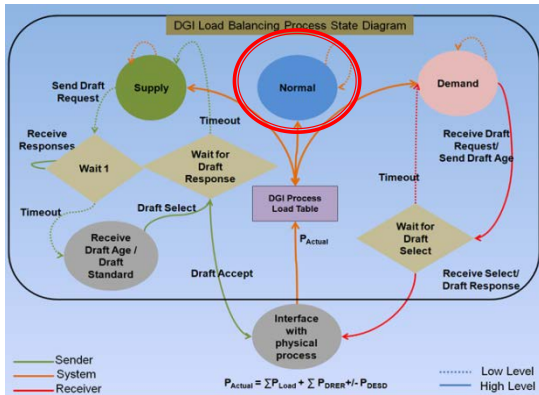 DGI Load Balancing Process State Diagram
Send Draft
Request
Supply
Normal
Demand
Receive
Responses
Timeout
Receive Draft
Request/
Send Draft Age
Wait 1
Wait for
Draft
Response
Timeout
DGI Process
Load Table
Timeout
Draft Select
Wait for
Draft
Select
Receive
Draft Age /
Draft
Standard
PActual
Draft Accept
Receive Select/
Draft Response
Interface
with
physical
process
Sender
System
Receiver
PActual = ∑PLoad + ∑ PDRER+/- PDESD
Low Level
High Level